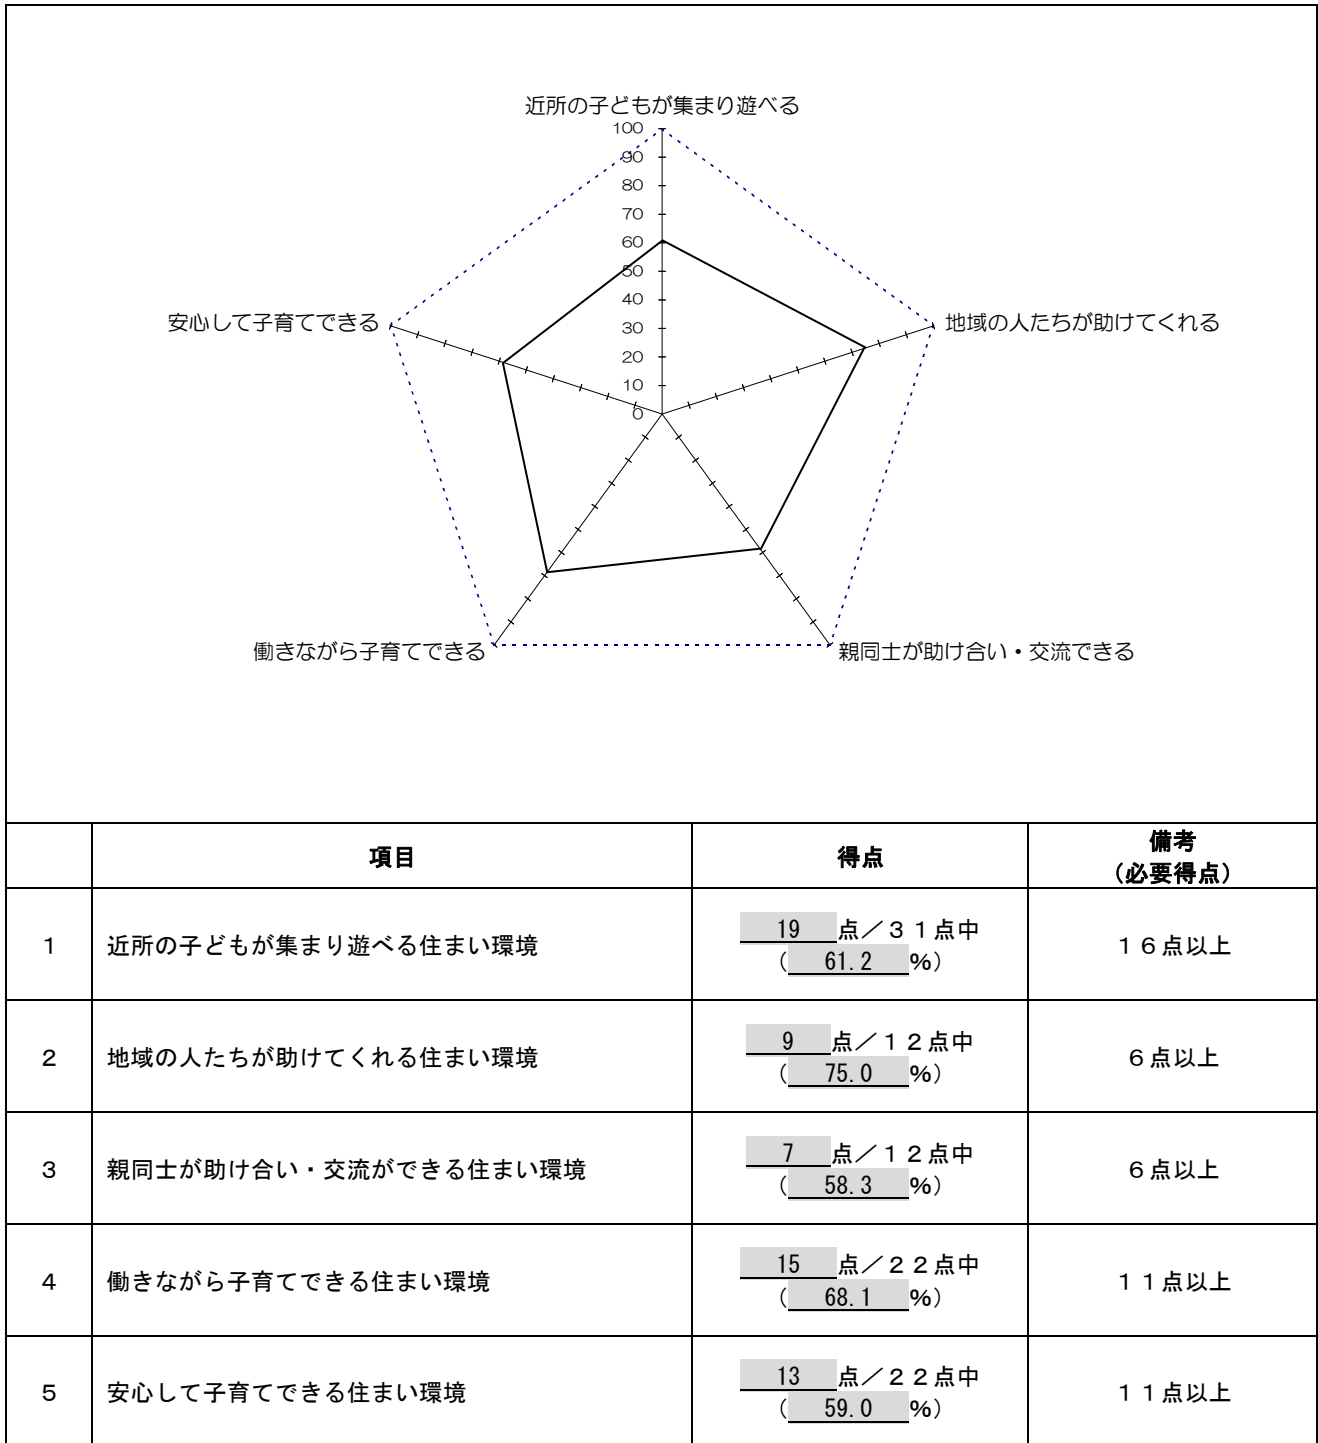 近所の子どもが集まり遊べる
100
90
80
70
60
50
40
30
20
10
0
安心して子育てできる
地域の人たちが助けてくれる
働きながら子育てできる
親同士が助け合い・交流できる
項目
得点
備考
（必要得点）
1
近所の子どもが集まり遊べる住まい環境
19 点／３１点中
（ 61.2 %）
１６点以上
2
地域の人たちが助けてくれる住まい環境
9 点／１２点中
（ 75.0 %）
６点以上
3
親同士が助け合い・交流ができる住まい環境
7 点／１２点中
（ 58.3 %）
６点以上
4
働きながら子育てできる住まい環境
15 点／２２点中
（ 68.1 %）
１１点以上
5
安心して子育てできる住まい環境
13 点／２２点中
（ 59.0 %）
１１点以上